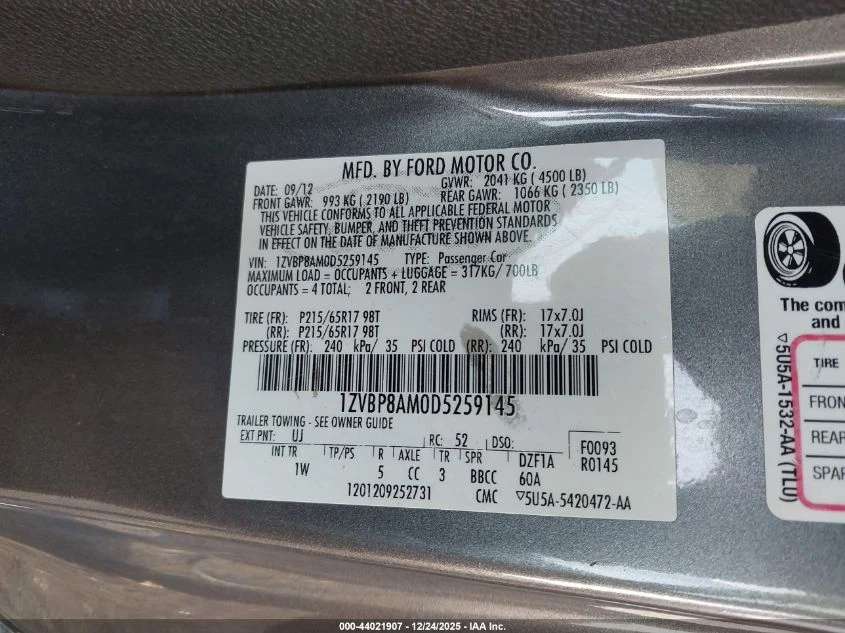 MFD. BY FORD MOTOR CO.
DATE: 09/12 GVWR: 2041 KG ( 4500 LB)
FRONT GAWR: 993 KG ( 2190 LB) REAR GAWR: 1066 KG ( 2350 LB)
THIS VEHICLE CONFORMS TO ALL APPLICABLE FEDERAL MOTOR
VEHICLE SAFETY, BUMPER, AND THEFT PREVENTION STANDARDS
IN EFFECT ON THE DATE OF MANUFACTURE SHOWN ABOVE.
VIN: 1ZVBP8AM0D5259145 TYPE: Passenger Car
MAXIMUM LOAD = OCCUPANTS + LUGGAGE = 317KG/700LB
OCCUPANTS = 4 TOTAL; 2 FRONT, 2 REAR
TIRE (FR): P215/65R17 98T RIMS (FR): 17x7.0J
(RR): P215/65R17 98T (RR): 17x7.0J
PRESSURE (FR): 240 kPa/ 35 PSI COLD (RR): 240 kPa/ 35 PSI COLD
1ZVBP8AM0D5259145
TRAILER TOWING - SEE OWNER GUIDE
EXT PNT: UJ RC: 52 DSO: F0093
INT TR TP/PS R AXLE TR SPR DZF1A R0145
1W 5 CC 3 BBCC 60A
1201209252731 CMC ▽5U5A-5420472-AA
The com
and
TIRE
FRON
REAR
SPAR
▽5U5A-1532-AA (TLU)
000-44021907 - 12/24/2025 - IAA Inc.